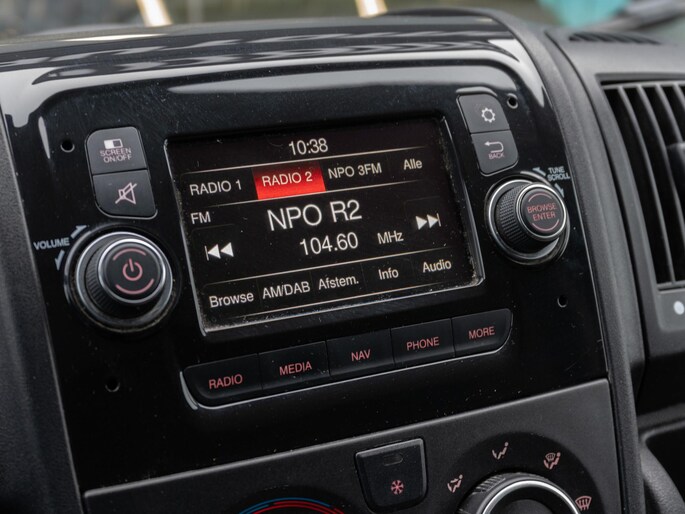 10:38
SCREEN
ON/OFF
BACK
RADIO 1 RADIO 2 NPO 3FM Alle
FM
NPO R2
104.60 MHz
Browse AM/DAB Afstem. Info Audio
VOLUME
TUNE
SCROLL
BROWSE
ENTER
RADIO MEDIA NAV PHONE MORE